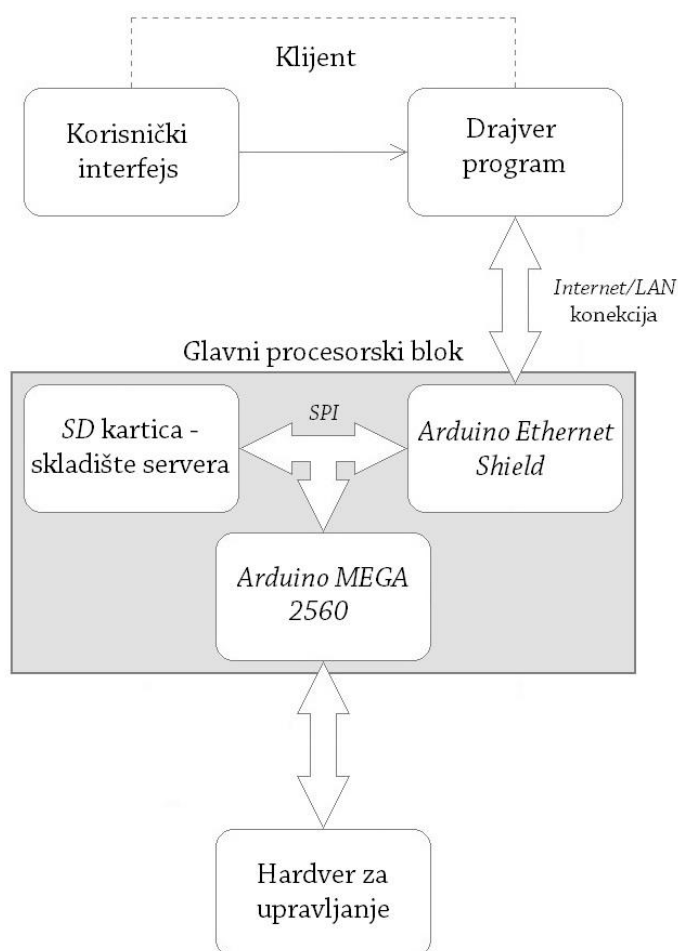 Klijent
Korisnički
interfejs
Drajver
program
Internet/LAN
konekcija
Glavni procesorski blok
SD kartica -
skladište servera
SPI
Arduino Ethernet
Shield
Arduino MEGA
2560
Hardver za
upravljanje